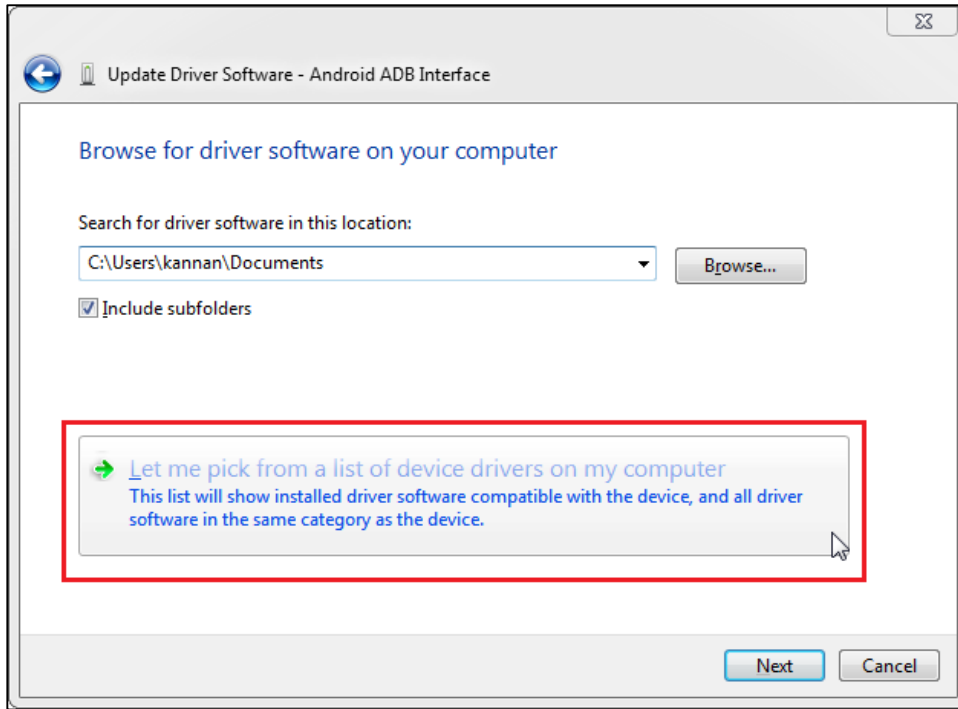 Update Driver Software - Android ADB Interface
Browse for driver software on your computer
Search for driver software in this location:
C:\Users\kannan\Documents
Browse...
Include subfolders
Let me pick from a list of device drivers on my computer
This list will show installed driver software compatible with the device, and all driver
software in the same category as the device.
Next
Cancel